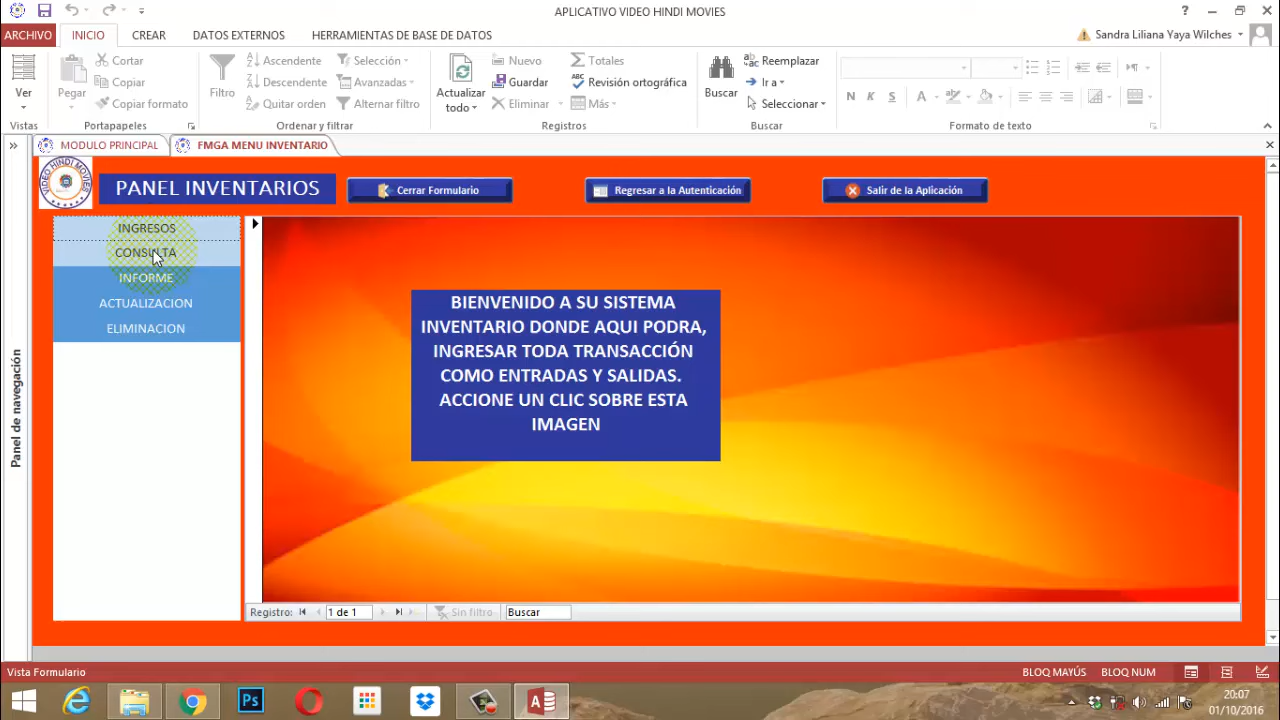 APLICATIVO VIDEO HINDI MOVIES
ARCHIVO INICIO CREAR DATOS EXTERNOS HERRAMIENTAS DE BASE DE DATOS Sandra Liliana Yaya Wilches
Ver
Vistas
Pegar
Cortar
Copiar
Copiar formato
Portapapeles
Filtro
Ascendente
Descendente
Quitar orden
Selección
Avanzadas
Alternar filtro
Ordenar y filtrar
Actualizar
todo
Nuevo
Guardar
Eliminar
Totales
Revisión ortográfica
Más
Registros
Buscar
Reemplazar
Ir a
Seleccionar
Buscar
N K S A
Formato de texto
MODULO PRINCIPAL FMGA MENU INVENTARIO
VIDEO HINDI MOVIES
PANEL INVENTARIOS
Cerrar Formulario
Regresar a la Autenticación
Salir de la Aplicación
INGRESOS
CONSULTA
INFORME
ACTUALIZACION
ELIMINACION
Panel de navegación
BIENVENIDO A SU SISTEMA
INVENTARIO DONDE AQUI PODRA,
INGRESAR TODA TRANSACCIÓN
COMO ENTRADAS Y SALIDAS.
ACCIONE UN CLIC SOBRE ESTA
IMAGEN
Registro: 1 de 1 Sin filtro Buscar
Vista Formulario BLOQ MAYÚS BLOQ NUM
Ps
20:07
01/10/2016